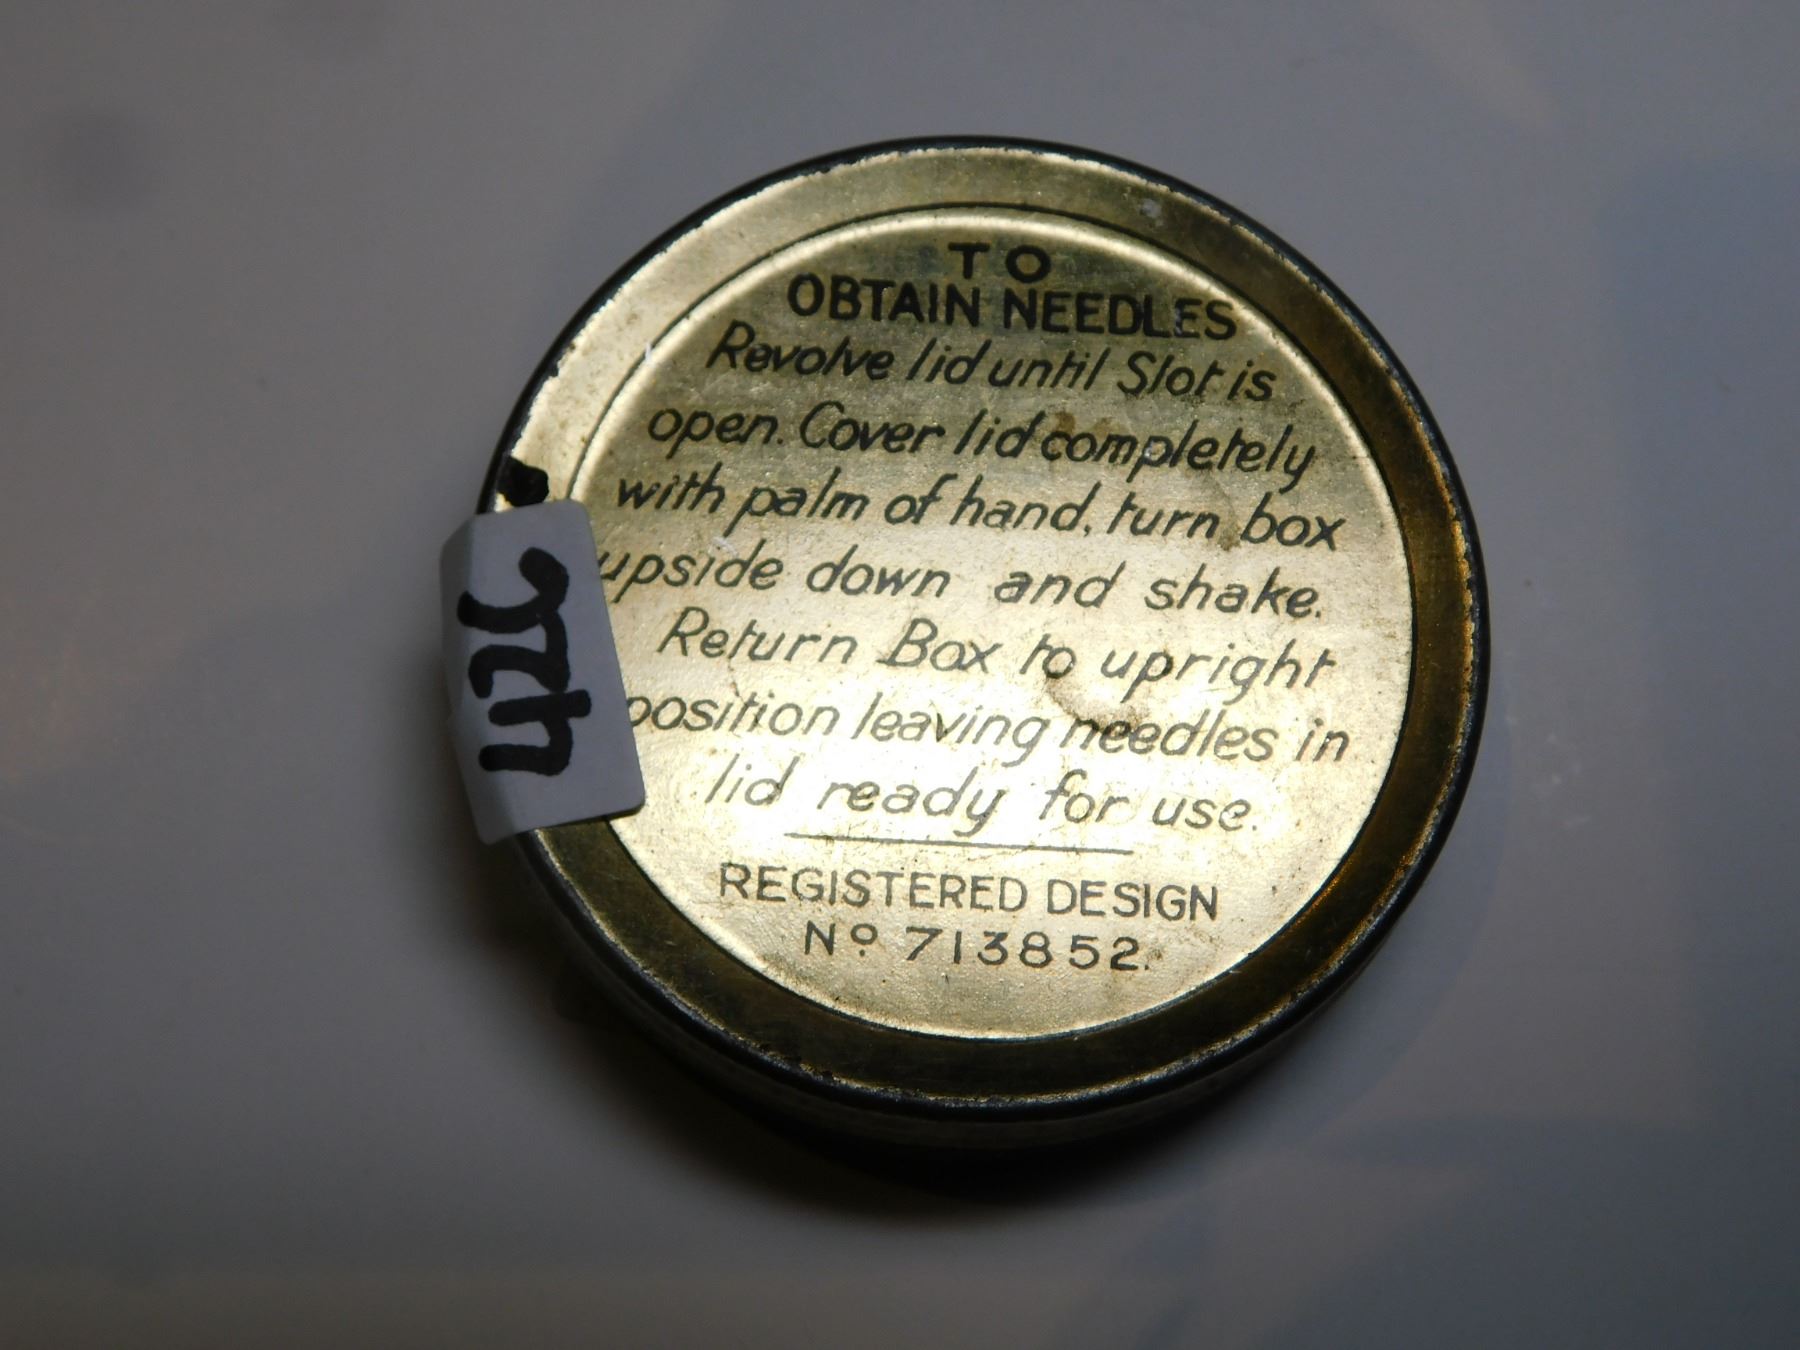 TO
OBTAIN NEEDLES
Revolve lid until Slot is
open. Cover lid completely
with palm of hand, turn box
upside down and shake.
Return Box to upright
position leaving needles in
lid ready for use.
REGISTERED DESIGN
Nº 713852.